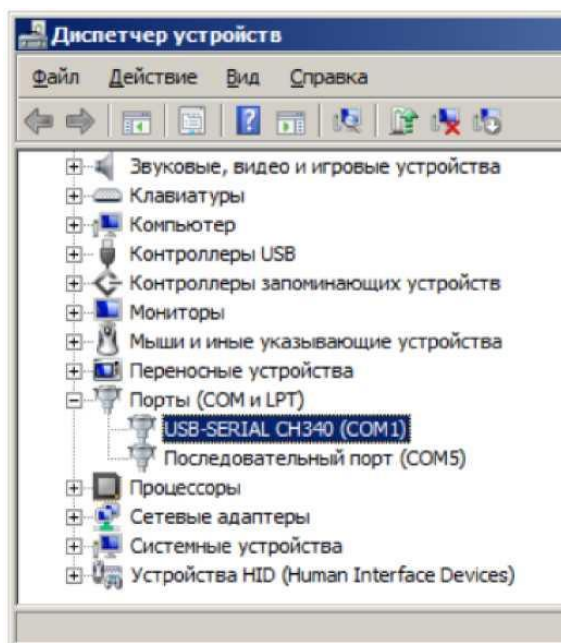 Диспетчер устройств
Файл Действие Вид Справка
Звуковые, видео и игровые устройства
Клавиатуры
Компьютер
Контроллеры USB
Контроллеры запоминающих устройств
Мониторы
Мыши и иные указывающие устройства
Переносные устройства
Порты (COM и LPT)
USB-SERIAL CH340 (COM1)
Последовательный порт (COM5)
Процессоры
Сетевые адаптеры
Системные устройства
Устройства HID (Human Interface Devices)